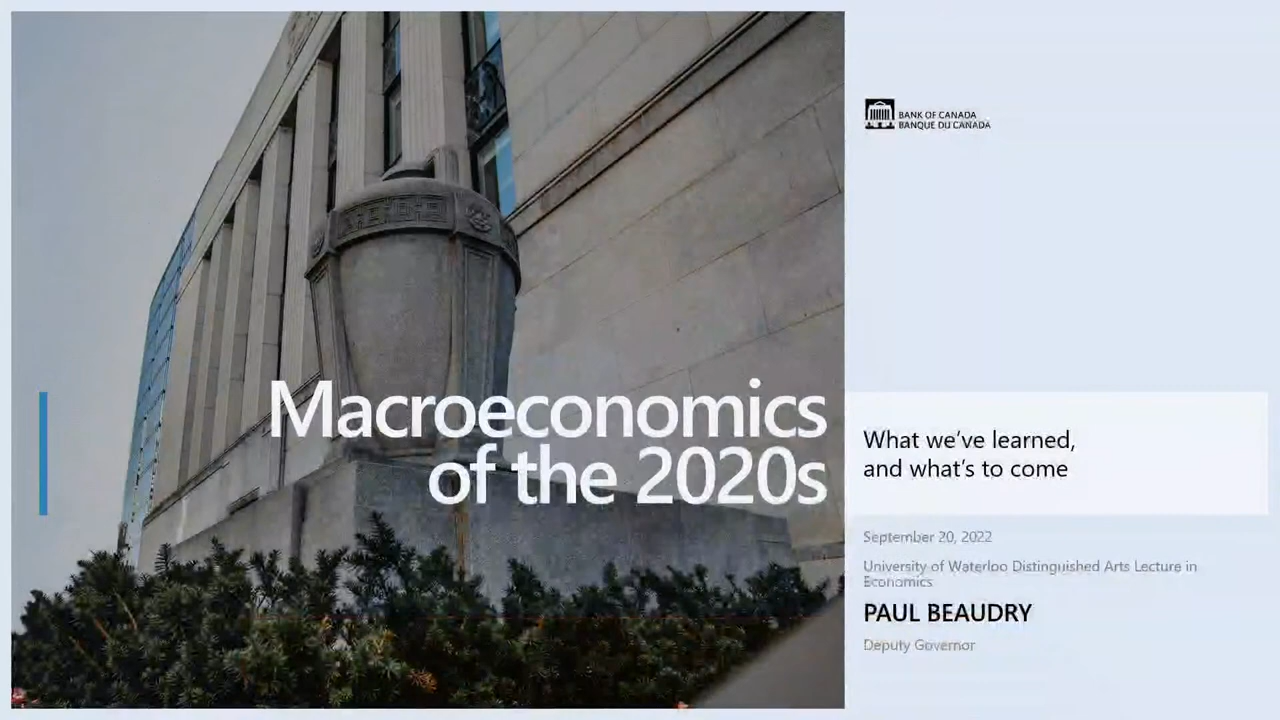 BANK OF CANADA
BANQUE DU CANADA
Macroeconomics
of the 2020s
What we've learned,
and what's to come
September 20, 2022
University of Waterloo Distinguished Arts Lecture in
Economics
PAUL BEAUDRY
Deputy Governor